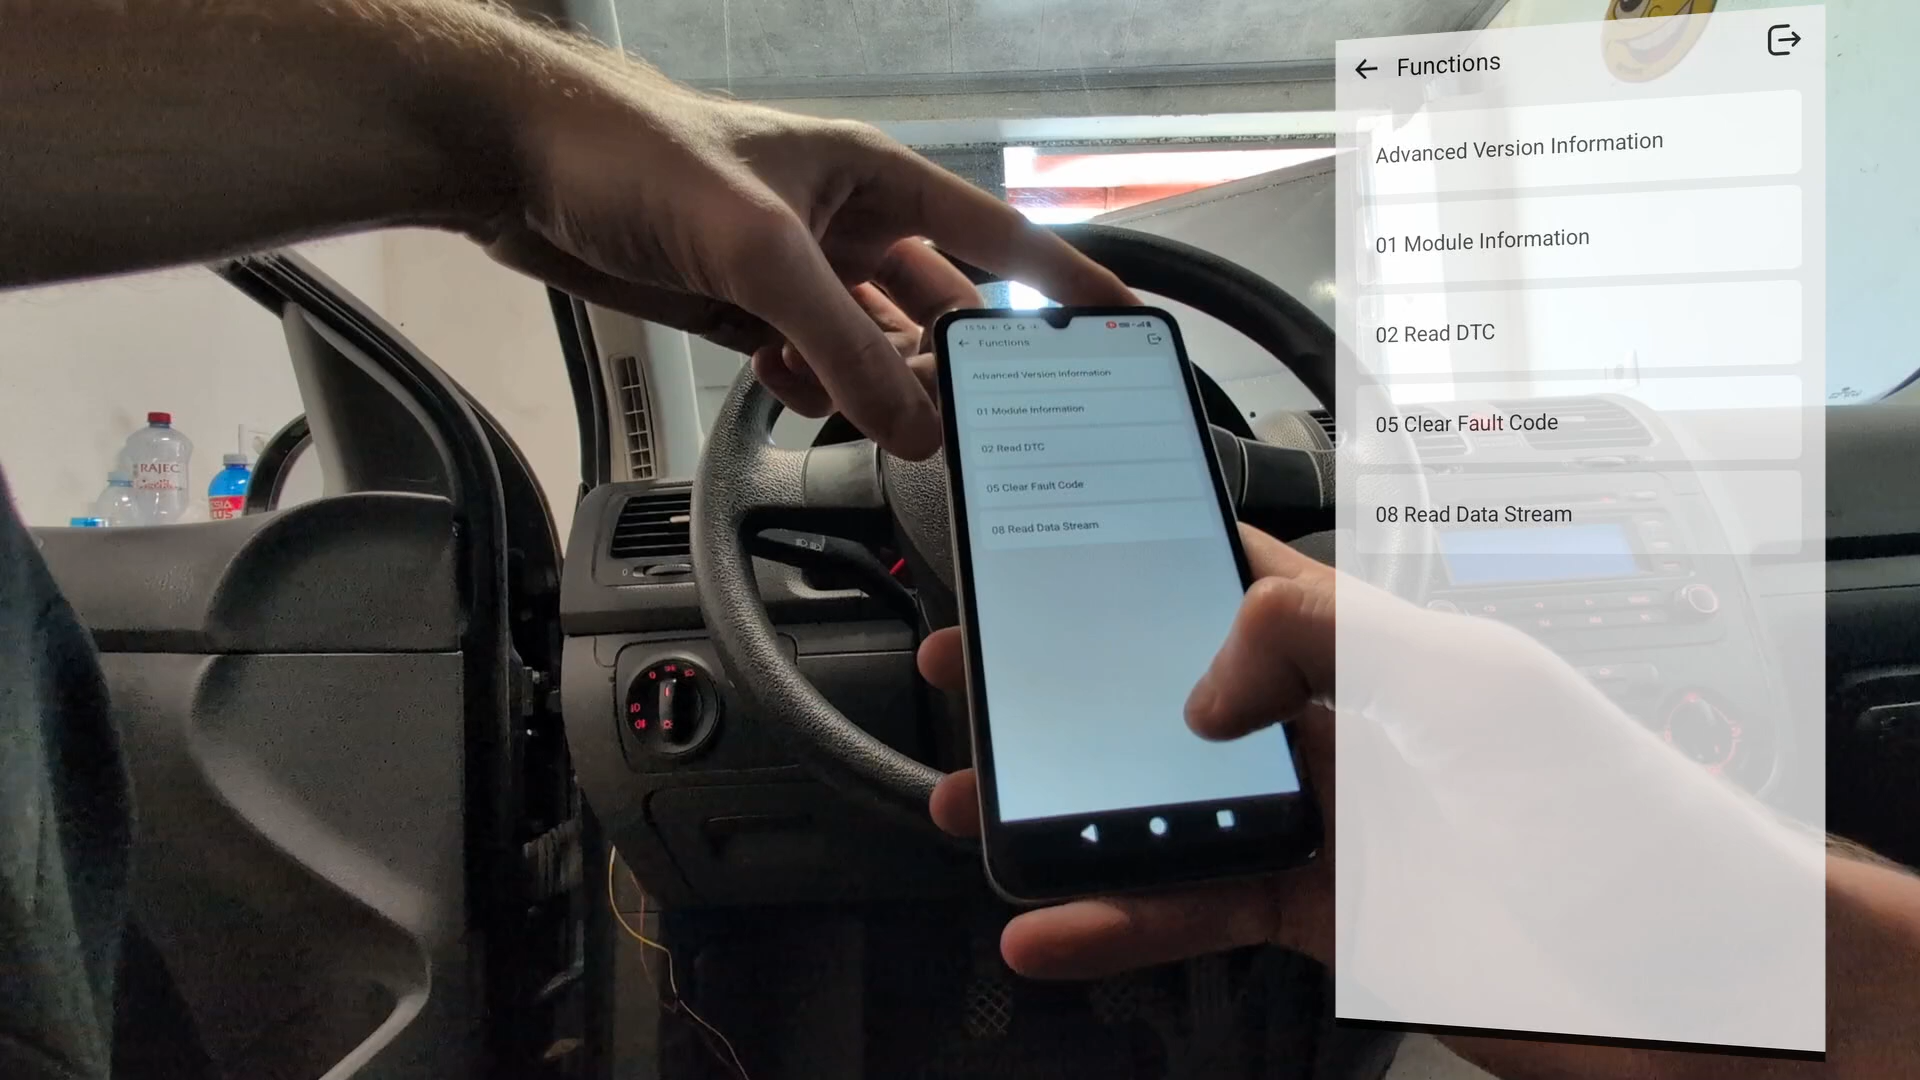 Functions
Advanced Version Information
01 Module Information
02 Read DTC
05 Clear Fault Code
08 Read Data Stream
Functions
Advanced Version Information
01 Module Information
02 Read DTC
05 Clear Fault Code
08 Read Data Stream
RAJEC
0